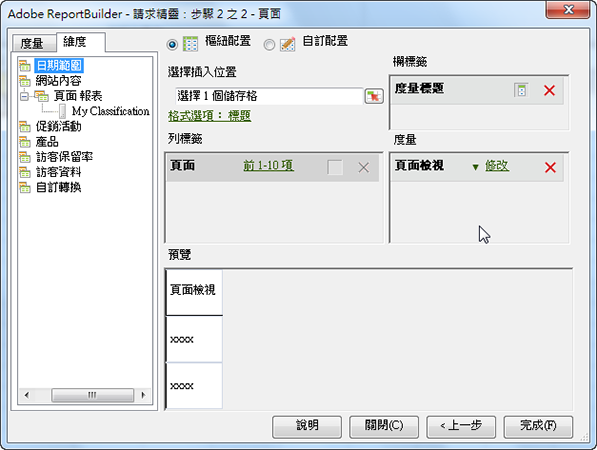 Adobe ReportBuilder - 請求精靈：步驟 2 之 2 - 頁面
度量
維度
日期範圍
網站內容
頁面 報表
My Classification
促銷活動
產品
訪客保留率
訪客資料
自訂轉換
樞紐配置
自訂配置
選擇插入位置
選擇 1 個儲存格
格式選項： 標題
欄標籤
度量標題
列標籤
頁面 前 1-10 項
度量
頁面檢視 ▼ 修改
預覽
頁面檢視
xxxx
xxxx
說明
關閉(C)
< 上一步
完成(F)